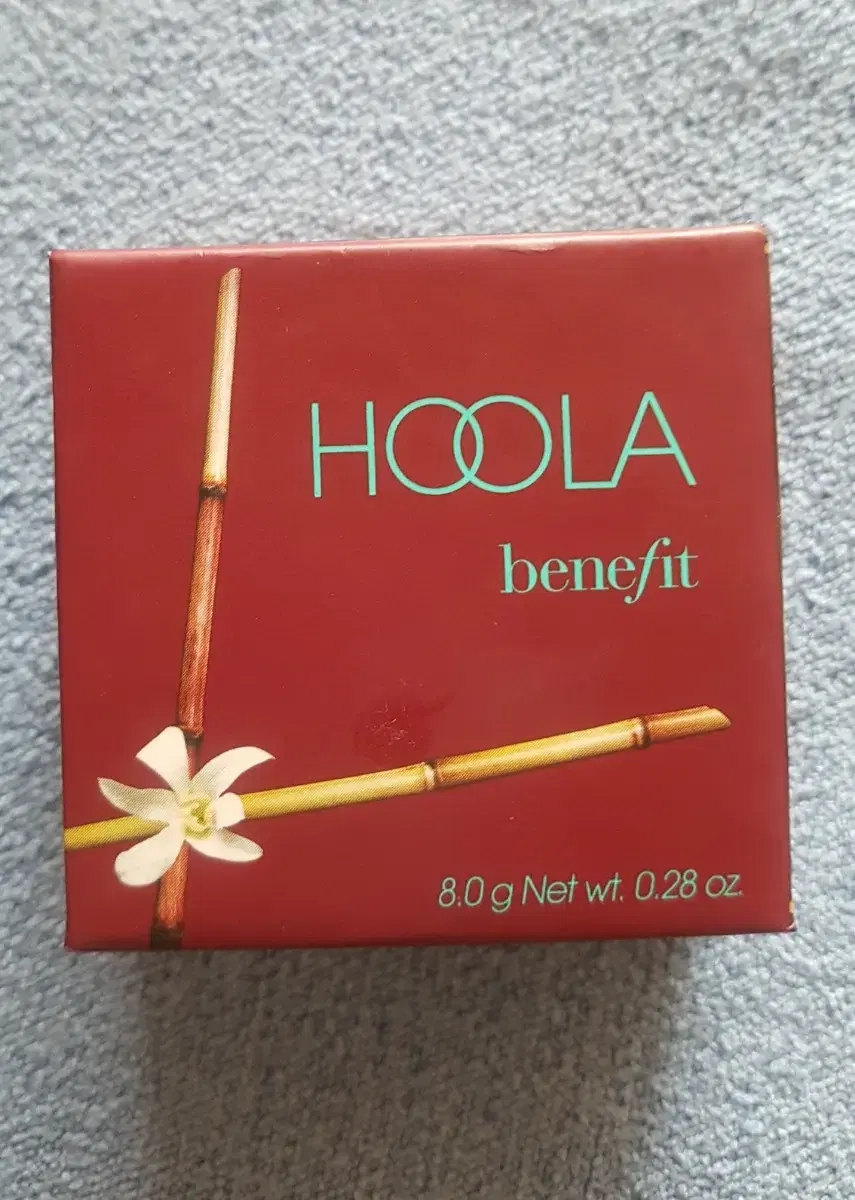 HOOLA
benefit
8.0 g Net wt. 0.28 oz.